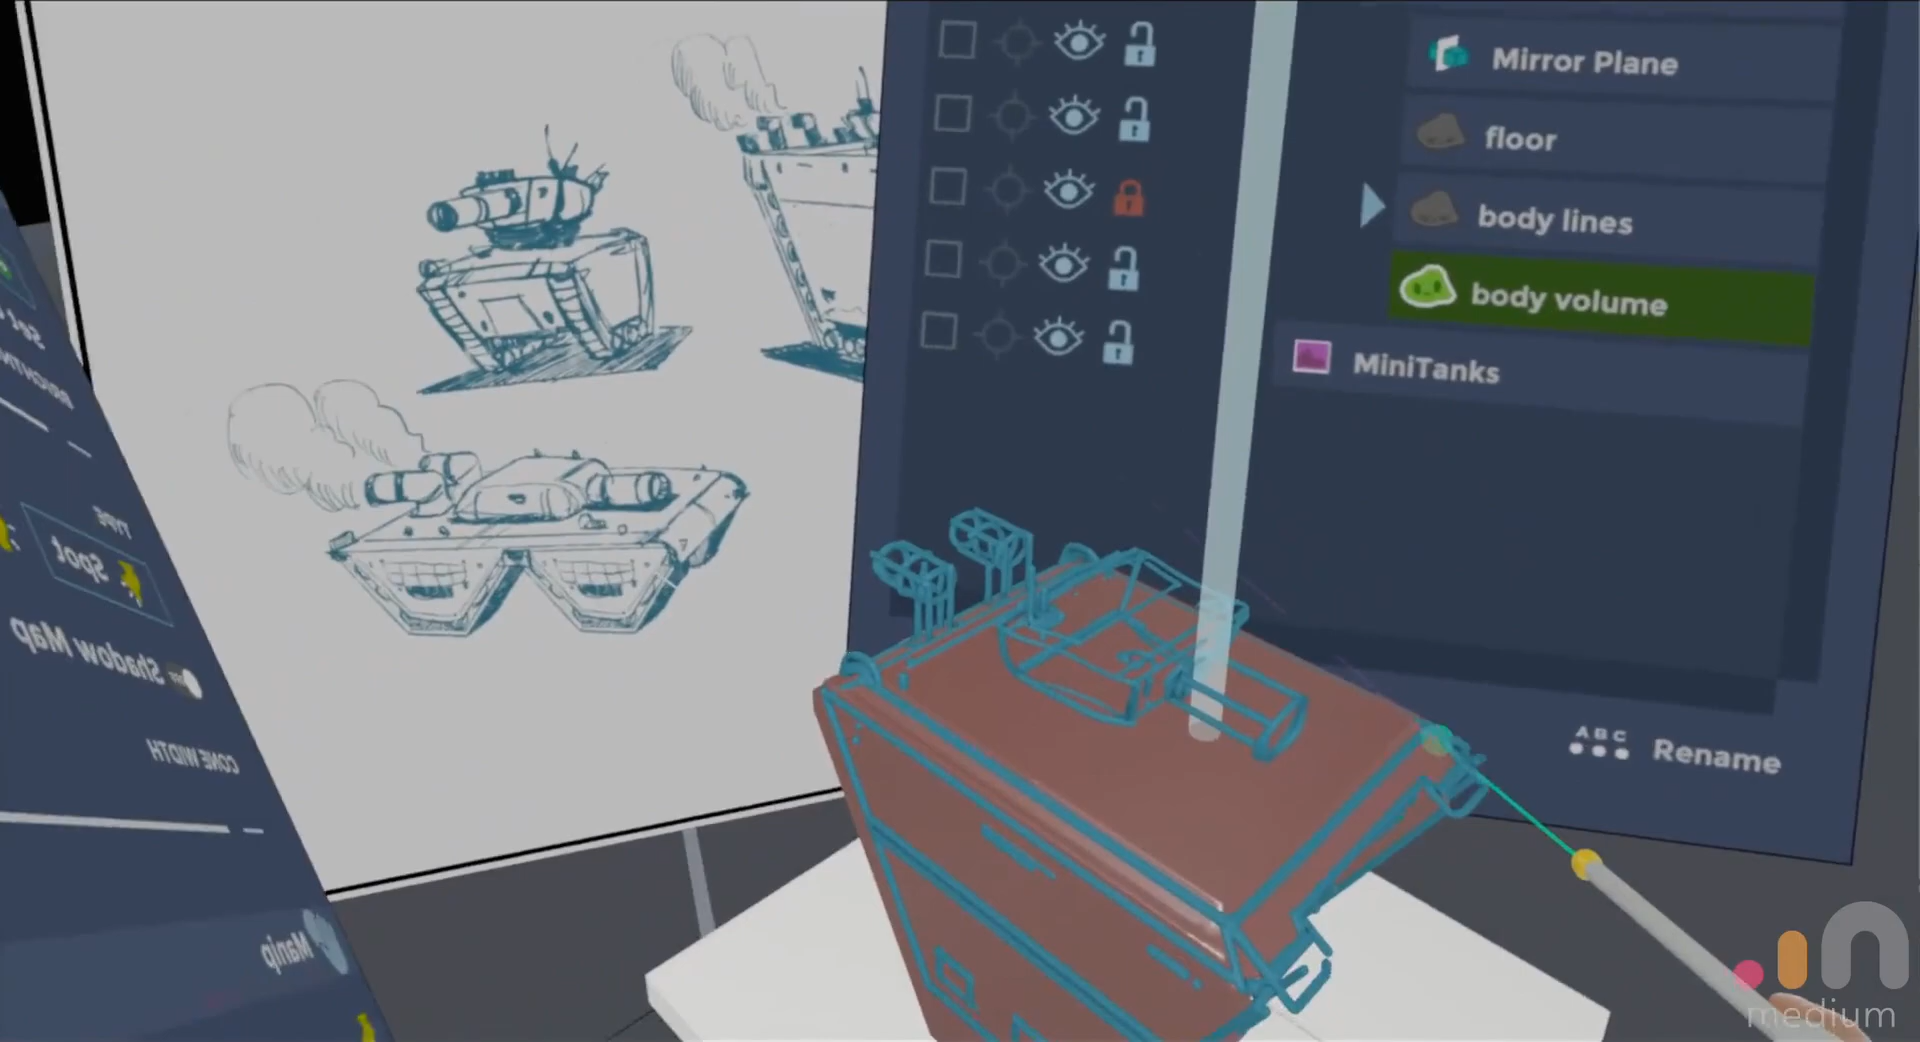 Mirror Plane
floor
body lines
body volume
MiniTanks
ABC
Rename
TYPE
Spot
Shadow Map
CONE WIDTH
Manip
medium